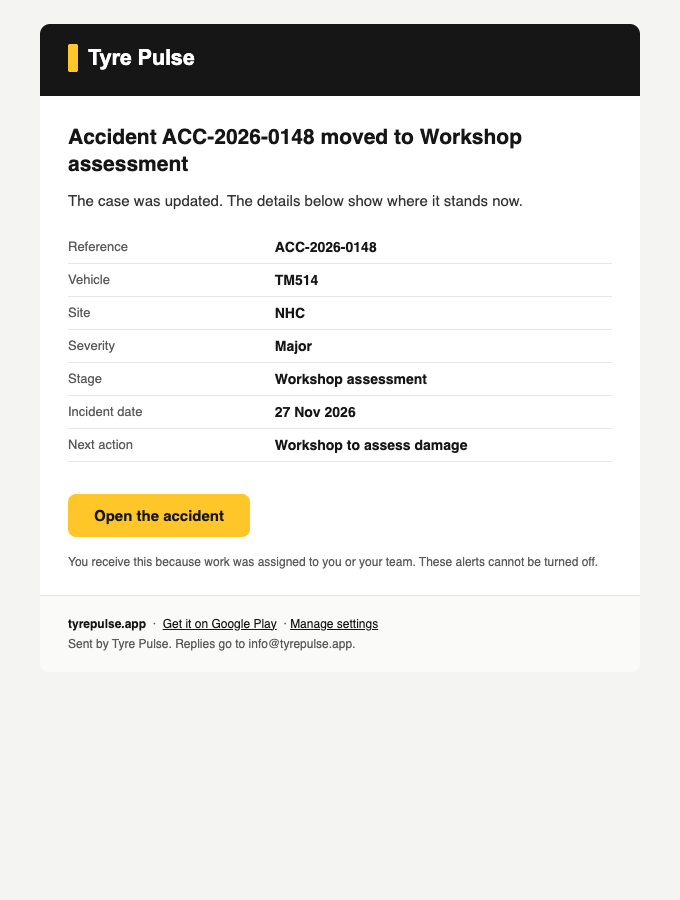 Tyre Pulse
Accident ACC-2026-0148 moved to Workshop
assessment
The case was updated. The details below show where it stands now.
Reference ACC-2026-0148
Vehicle TM514
Site NHC
Severity Major
Stage Workshop assessment
Incident date 27 Nov 2026
Next action Workshop to assess damage
Open the accident
You receive this because work was assigned to you or your team. These alerts cannot be turned off.
tyrepulse.app · Get it on Google Play · Manage settings
Sent by Tyre Pulse. Replies go to info@tyrepulse.app.